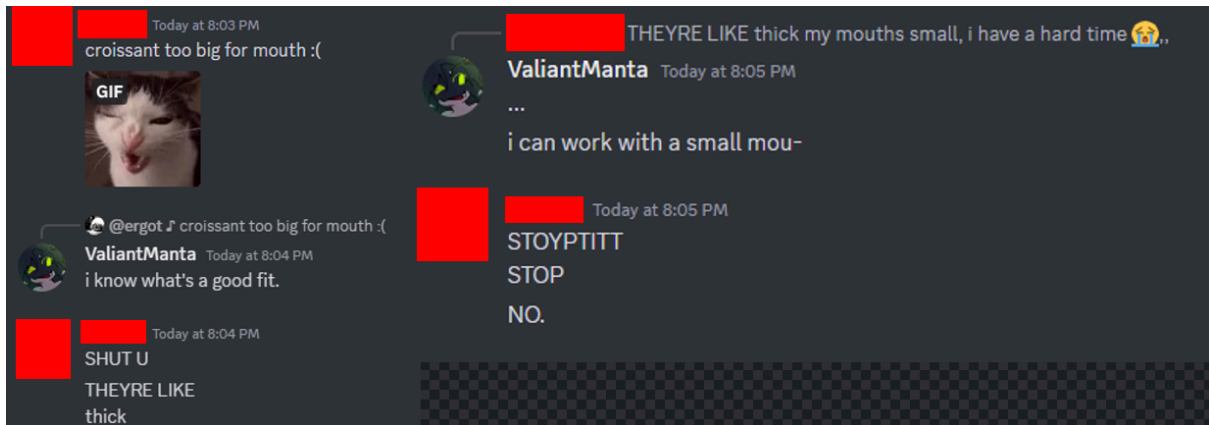 Today at 8:03 PM
croissant too big for mouth :(
GIF
@ergot ♪ croissant too big for mouth :(
ValiantManta Today at 8:04 PM
i know what's a good fit.
Today at 8:04 PM
SHUT U
THEYRE LIKE
thick
THEYRE LIKE thick my mouths small, i have a hard time 😭,,
ValiantManta Today at 8:05 PM
...
i can work with a small mou-
Today at 8:05 PM
STOYPTITT
STOP
NO.